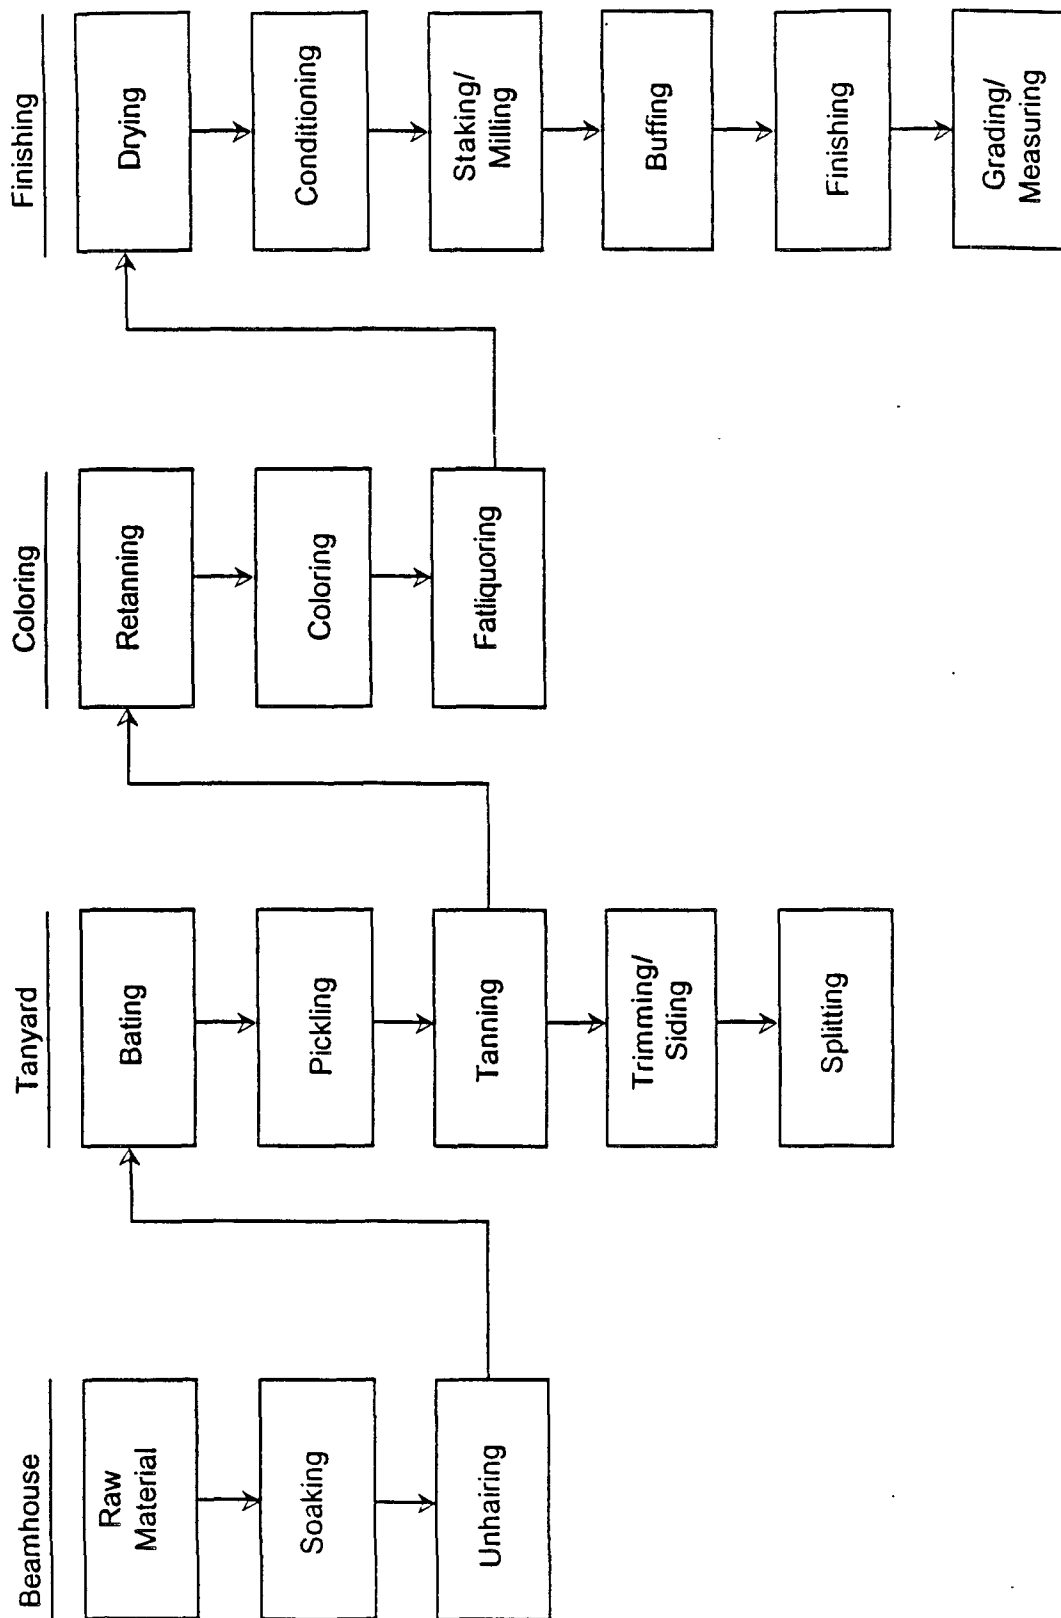 Beamhouse
Raw
Material
Soaking
Unhairing
Tanyard
Bating
Pickling
Tanning
Trimming/
Siding
Splitting
Coloring
Retanning
Coloring
Fatliquoring
Finishing
Drying
Conditioning
Staking/
Milling
Buffing
Finishing
Grading/
Measuring